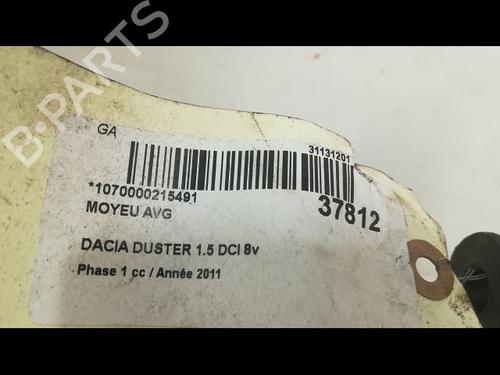 B-PARTS
GA
31131201
*1070000215491
37812
MOYEU AVG
DACIA DUSTER 1.5 DCI 8v
Phase 1 cc / Année 2011